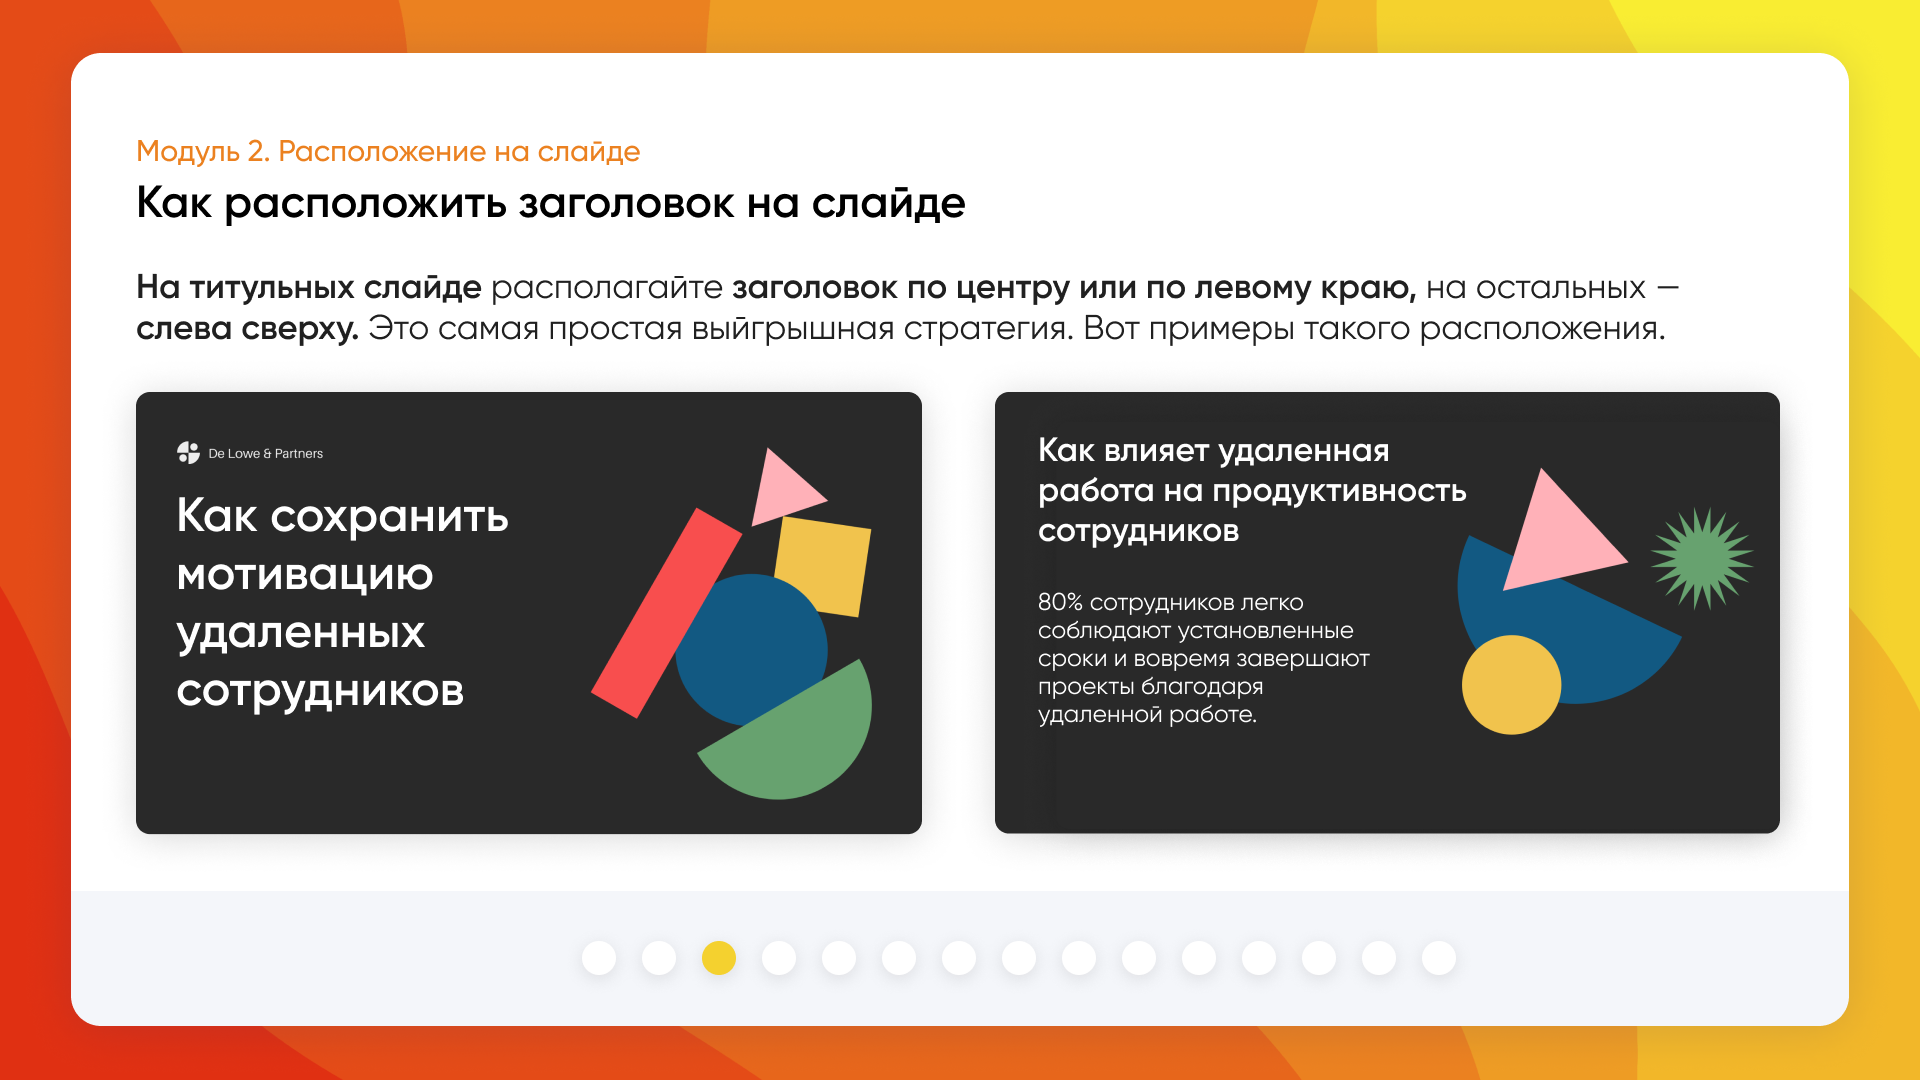 Модуль 2. Расположение на слайде
Как расположить заголовок на слайде
На титульных слайде располагайте заголовок по центру или по левому краю, на остальных —
слева сверху. Это самая простая выйгрышная стратегия. Вот примеры такого расположения.
De Lowe & Partners
Как сохранить
мотивацию
удаленных
сотрудников
Как влияет удаленная
работа на продуктивность
сотрудников
80% сотрудников легко
соблюдают установленные
сроки и вовремя завершают
проекты благодаря
удаленной работе.